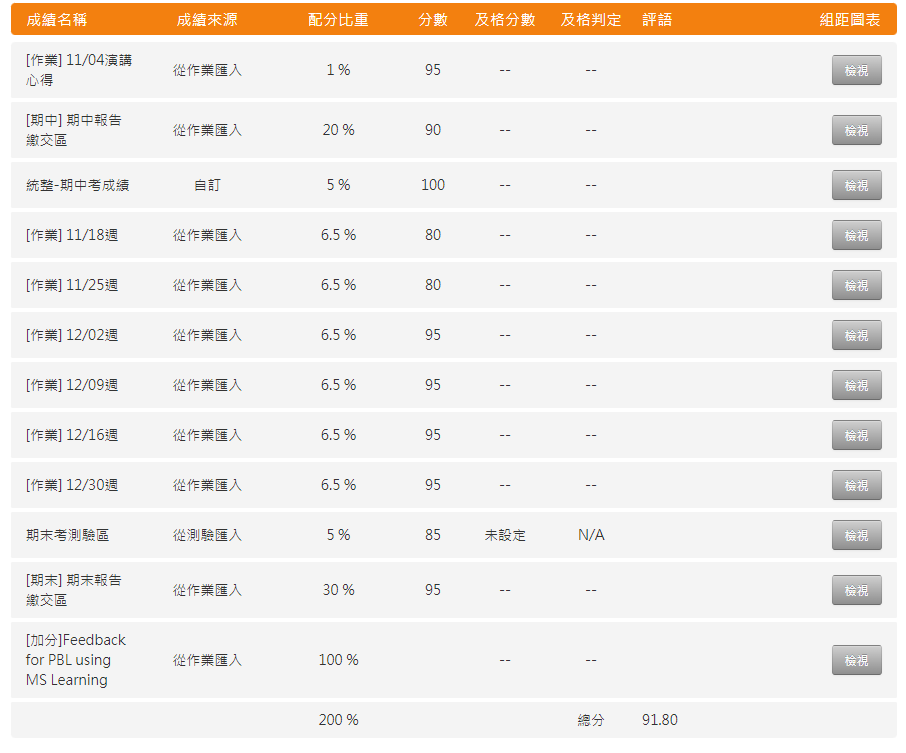 成績名稱 成績來源 配分比重 分數 及格分數 及格判定 評語 組距圖表
[作業] 11/04演講
心得 從作業匯入 1 % 95 -- -- 檢視
[期中] 期中報告
繳交區 從作業匯入 20 % 90 -- -- 檢視
統整-期中考成績 自訂 5 % 100 -- -- 檢視
[作業] 11/18週 從作業匯入 6.5 % 80 -- -- 檢視
[作業] 11/25週 從作業匯入 6.5 % 80 -- -- 檢視
[作業] 12/02週 從作業匯入 6.5 % 95 -- -- 檢視
[作業] 12/09週 從作業匯入 6.5 % 95 -- -- 檢視
[作業] 12/16週 從作業匯入 6.5 % 95 -- -- 檢視
[作業] 12/30週 從作業匯入 6.5 % 95 -- -- 檢視
期末考測驗區 從測驗匯入 5 % 85 未設定 N/A 檢視
[期末] 期末報告
繳交區 從作業匯入 30 % 95 -- -- 檢視
[加分]Feedback
for PBL using 從作業匯入 100 % -- -- 檢視
MS Learning
200 % 總分 91.80